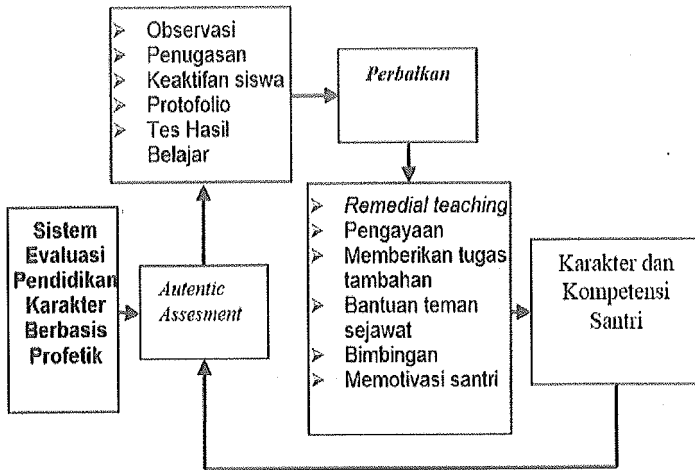 Observasi
Penugasan
Keaktifan siswa
Protofolio
Tes Hasil
Belajar
Perbaikan
Sistem
Evaluasi
Pendidikan
Karakter
Berbasis
Profetik
Autentic
Assesment
Remedial teaching
Pengayaan
Memberikan tugas
tambahan
Bantuan teman
sejawat
Bimbingan
Memotivasi santri
Karakter dan
Kompetensi
Santri